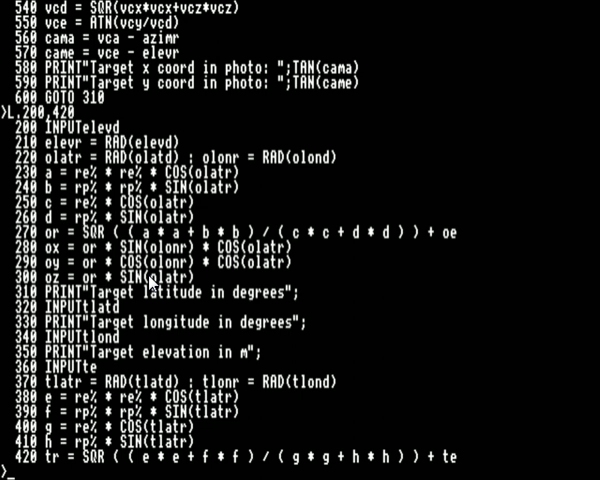 540 vcd = SQR(vcx*vcx+vcz*vcz)
550 vce = ATN(vcy/vcd)
560 cama = vca - azimr
570 came = vce - elevr
580 PRINT"Target x coord in photo: ";TAN(cama)
590 PRINT"Target y coord in photo: ";TAN(came)
600 GOTO 310
>L.200,420
200 INPUTelevd
210 elevr = RAD(elevd)
220 olatr = RAD(olatd) : olonr = RAD(olond)
230 a = re% * re% * COS(olatr)
240 b = rp% * rp% * SIN(olatr)
250 c = re% * COS(olatr)
260 d = rp% * SIN(olatr)
270 or = SQR ( ( a * a + b * b ) / ( c * c + d * d ) ) + oe
280 ox = or * SIN(olonr) * COS(olatr)
290 oy = or * COS(olonr) * COS(olatr)
300 oz = or * SIN(olatr)
310 PRINT"Target latitude in degrees";
320 INPUTtlatd
330 PRINT"Target longitude in degrees";
340 INPUTtlond
350 PRINT"Target elevation in m";
360 INPUTte
370 tlatr = RAD(tlatd) : tlonr = RAD(tlond)
380 e = re% * re% * COS(tlatr)
390 f = rp% * rp% * SIN(tlatr)
400 g = re% * COS(tlatr)
410 h = rp% * SIN(tlatr)
420 tr = SQR ( ( e * e + f * f ) / ( g * g + h * h ) ) + te
>_